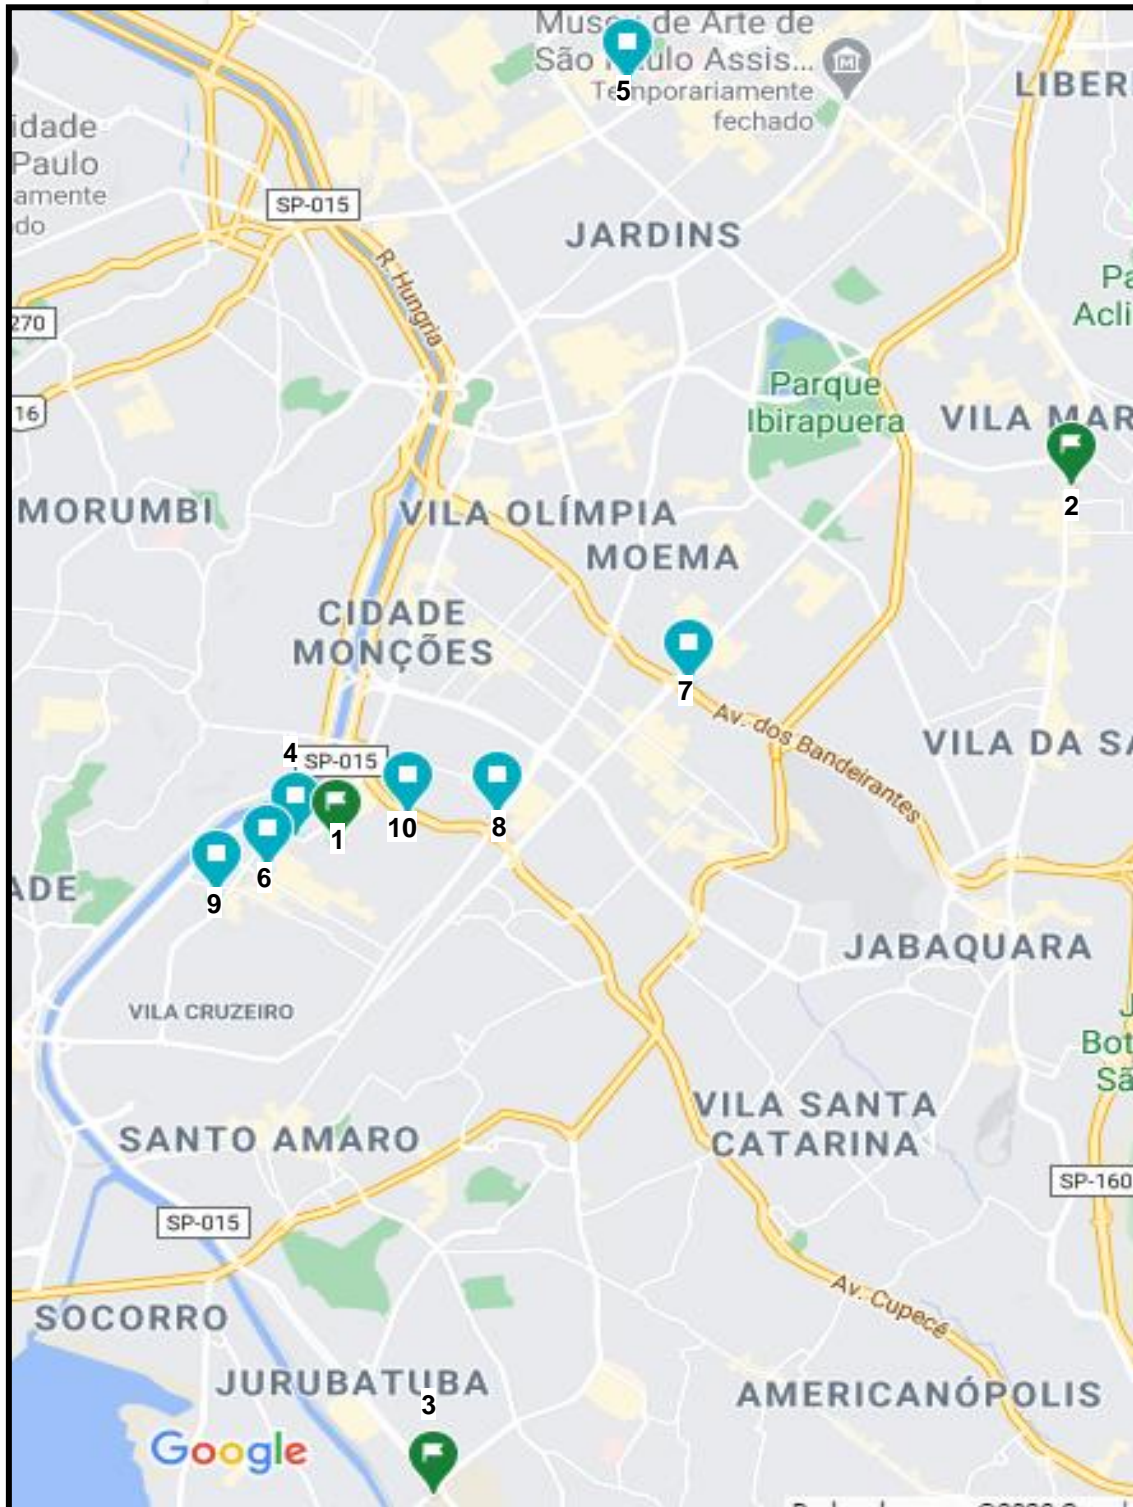 Museu de Arte de
São Paulo Assis...
Temporariamente
fechado
5
LIBER
idade
Paulo
amente
do
SP-015
JARDINS
R. Hungria
Pa
Acli
270
Parque
Ibirapuera
16
VILA MAR
2
MORUMBI
VILA OLÍMPIA
MOEMA
CIDADE
MONÇÕES
7
Av. dos Bandeirantes
VILA DA SA
4
SP-015
1
10
8
6
9
ADE
JABAQUARA
VILA CRUZEIRO
J
Bot
Sã
VILA SANTA
CATARINA
SANTO AMARO
SP-160
SP-015
SOCORRO
Av. Cupecê
JURUBATUBA
AMERICANÓPOLIS
3
Google